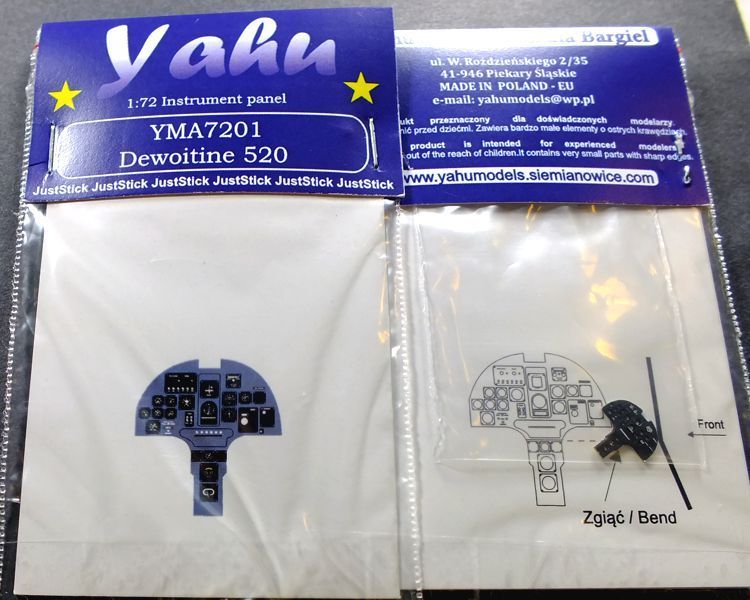 Yahu
1:72 Instrument panel
YMA7201
Dewoitine 520
JustStick JustStick JustStick JustStick JustStick JustStick
Bargiel
ul. W. Roździeńskiego 2/35
41-946 Piekary Śląskie
MADE IN POLAND - EU
e-mail: yahumodels@wp.pl
przeznaczony dla doświadczonych modelarzy.
przed dziećmi. Zawiera bardzo małe elementy o ostrych krawędziach.
product is intended for experienced modelers
out of the reach of children.It contains very small parts with sharp edges.
www.yahumodels.siemianowice.com
Front
Zgiąć / Bend